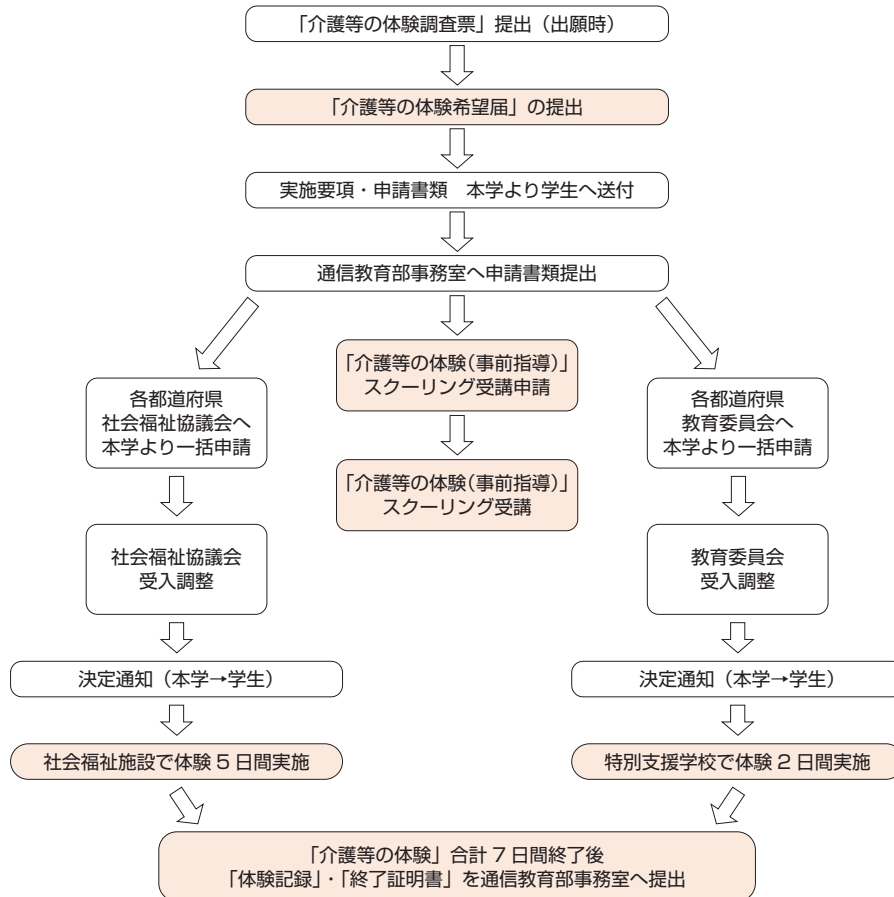 「介護等の体験調査票」提出（出願時）
「介護等の体験希望届」の提出
実施要項・申請書類　本学より学生へ送付
通信教育部事務室へ申請書類提出
各都道府県
社会福祉協議会へ
本学より一括申請
「介護等の体験（事前指導）」
スクーリング受講申請
各都道府県
教育委員会へ
本学より一括申請
「介護等の体験（事前指導）」
スクーリング受講
社会福祉協議会
受入調整
教育委員会
受入調整
決定通知（本学→学生）
決定通知（本学→学生）
社会福祉施設で体験５日間実施
特別支援学校で体験２日間実施
「介護等の体験」合計７日間終了後
「体験記録」・「終了証明書」を通信教育部事務室へ提出